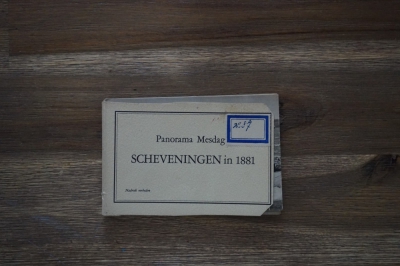 Panorama Mesdag
SCHEVENINGEN in 1881